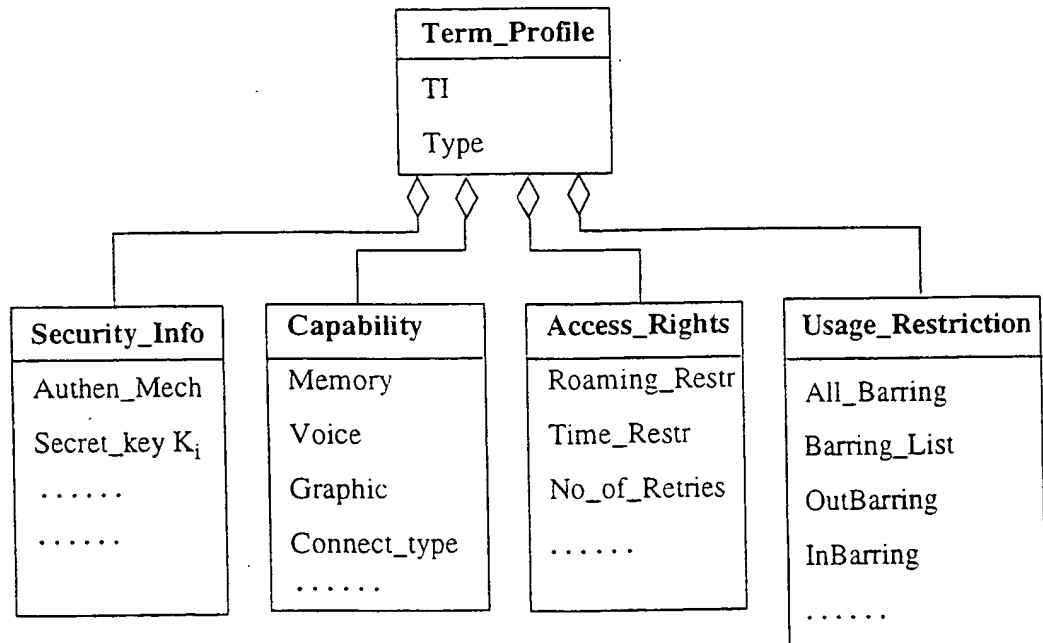 Term_Profile
TI
Type
Security_Info
Authen_Mech
Secret_key Ki
......
......
Capability
Memory
Voice
Graphic
Connect_type
......
Access_Rights
Roaming_Restr
Time_Restr
No_of_Retries
......
Usage_Restriction
All_Barring
Barring_List
OutBarring
InBarring
......